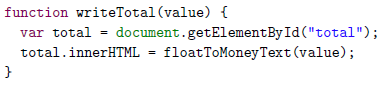 function writeTotal(value) {
  var total = document.getElementById("total");
  total.innerHTML = floatToMoneyText(value);
}